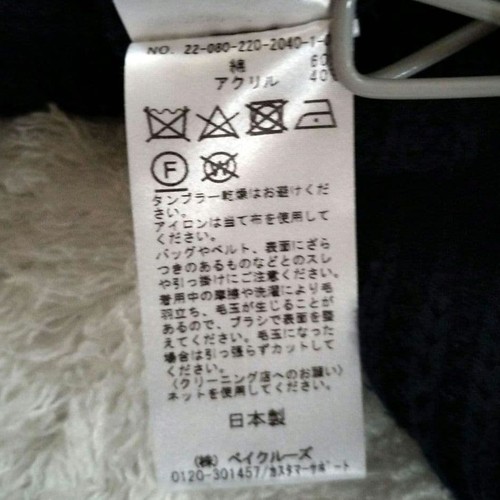 NO. 22-080-220-2040-1-0
綿 60
アクリル 40
F
W
タンブラー乾燥はお避けくだ
さい。
アイロンは当て布を使用して
ください。
バッグやベルト、表面にざら
つきのあるものなどとのスレ
や引っ掛けにご注意ください。
着用中の摩擦や洗濯により毛
羽立ち、毛玉が生じることが
あるので、ブラシで表面を整
えてください。毛玉になった
場合は引っ張らずカットして
ください。
〈クリーニング店へのお願い〉
ネットを使用してください。
日本製
(株) ベイクルーズ
0120-301457/カスタマーサポート